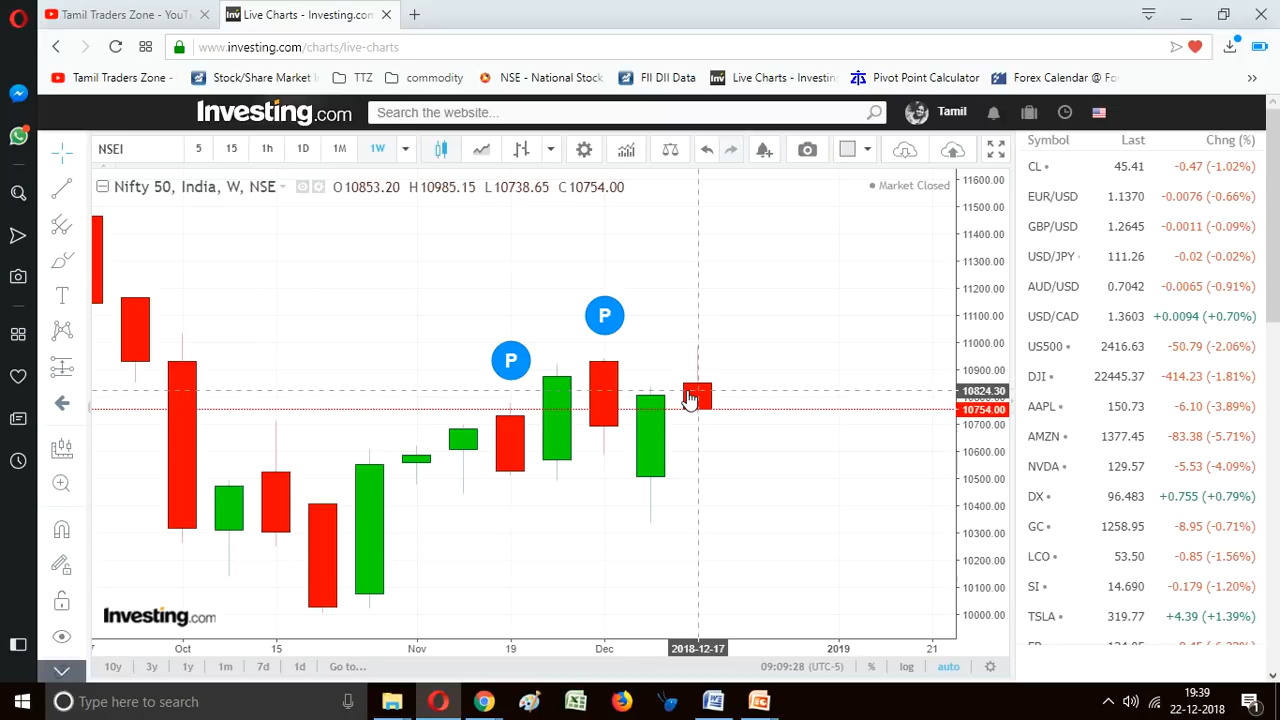 Tamil Traders Zone - YouT
Live Charts - Investing.com
www.investing.com/charts/live-charts
Tamil Traders Zone -
Stock/Share Market
TTZ
commodity
NSE - National Stock
FII DII Data
Live Charts - Investin
Pivot Point Calculator
Forex Calendar @ Fo
Investing.com
Search the website...
Tamil
NSEI
5 15 1h 1D 1M 1W
Nifty 50, India, W, NSE
O10853.20 H10985.15 L10738.65 C10754.00
Market Closed
P
P
11600.00
11500.00
11400.00
11300.00
11200.00
11100.00
11000.00
10900.00
10824.30
10754.00
10700.00
10600.00
10500.00
10400.00
10300.00
10200.00
10100.00
10000.00
Investing.com
Oct 15 Nov 19 Dec 2018-12-17 2019 21
10y 3y 1y 1m 7d 1d Go to...
09:09:28 (UTC-5) % log auto
Symbol Last Chng (%)
CL 45.41 -0.47 (-1.02%)
EUR/USD 1.1370 -0.0076 (-0.66%)
GBP/USD 1.2645 -0.0011 (-0.09%)
USD/JPY 111.26 -0.02 (-0.02%)
AUD/USD 0.7042 -0.0065 (-0.91%)
USD/CAD 1.3603 +0.0094 (+0.70%)
US500 2416.63 -50.79 (-2.06%)
DJI 22445.37 -414.23 (-1.81%)
AAPL 150.73 -6.10 (-3.89%)
AMZN 1377.45 -83.38 (-5.71%)
NVDA 129.57 -5.53 (-4.09%)
DX 96.483 +0.755 (+0.79%)
GC 1258.95 -8.95 (-0.71%)
LCO 53.50 -0.85 (-1.56%)
SI 14.690 -0.179 (-1.20%)
TSLA 319.77 +4.39 (+1.39%)
Type here to search
19:39
22-12-2018